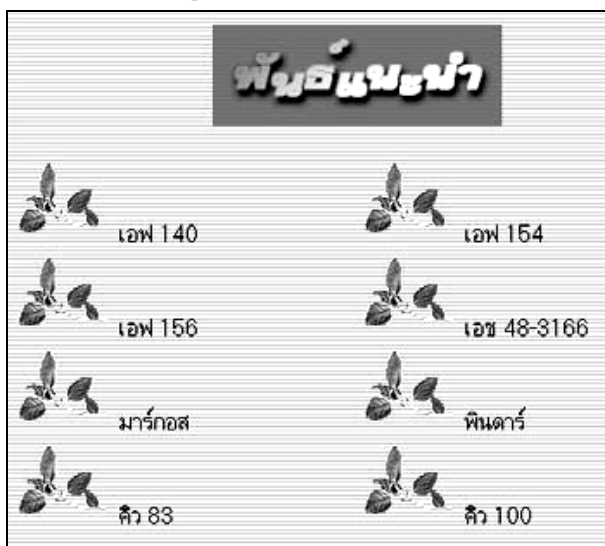 พันธ์แนะนำ
เอฟ 140 เอฟ 154
เอฟ 156 เอช 48-3166
มาร์กอส พินดาร์
คิว 83 คิว 100